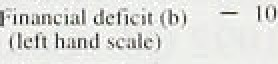 Financial deficit (b) — 10
(left hand scale)